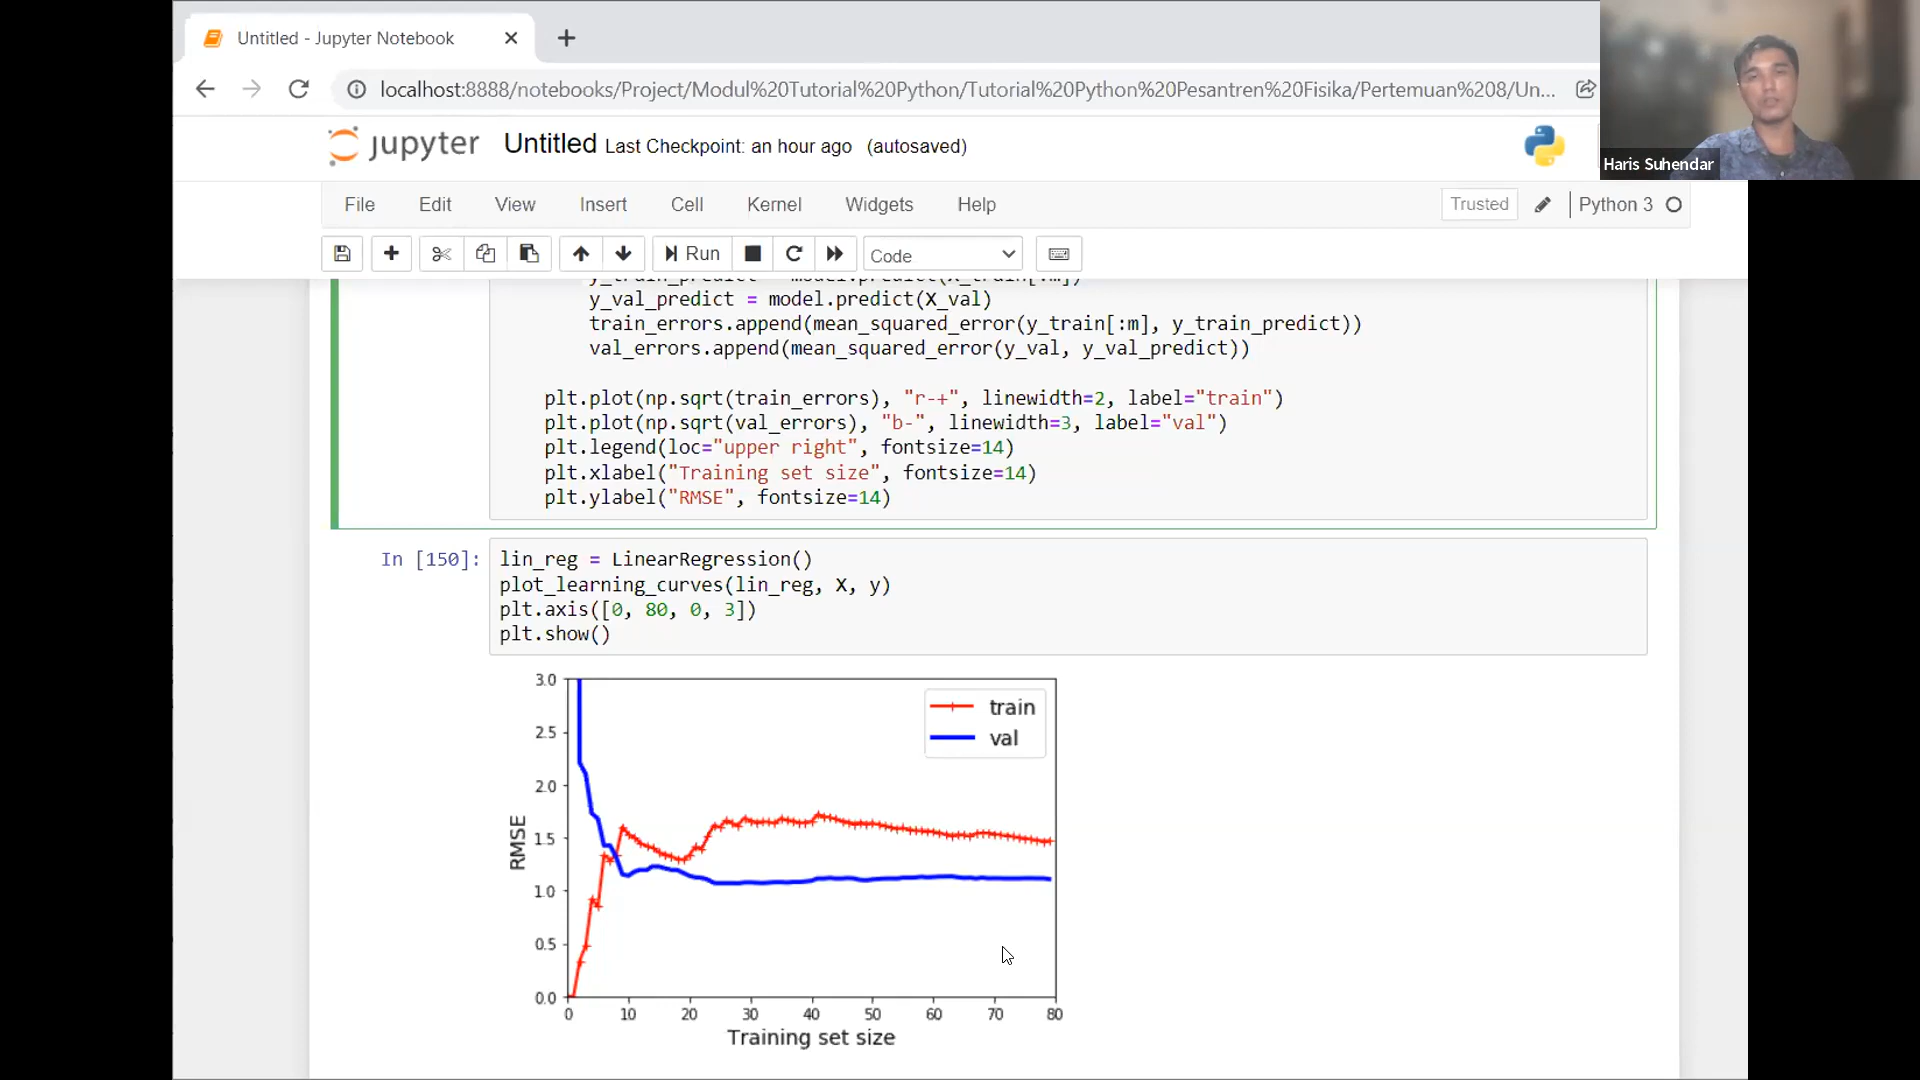 Untitled - Jupyter Notebook
localhost:8888/notebooks/Project/Modul%20Tutorial%20Python/Tutorial%20Python%20Pesantren%20Fisika/Pertemuan%208/Un...
Haris Suhendar
jupyter Untitled Last Checkpoint: an hour ago (autosaved)
File Edit View Insert Cell Kernel Widgets Help Trusted Python 3
Run Code
y_train_predict = model.predict(X_train[:m])
y_val_predict = model.predict(X_val)
train_errors.append(mean_squared_error(y_train[:m], y_train_predict))
val_errors.append(mean_squared_error(y_val, y_val_predict))
plt.plot(np.sqrt(train_errors), "r-+", linewidth=2, label="train")
plt.plot(np.sqrt(val_errors), "b-", linewidth=3, label="val")
plt.legend(loc="upper right", fontsize=14)
plt.xlabel("Training set size", fontsize=14)
plt.ylabel("RMSE", fontsize=14)
In [150]:
lin_reg = LinearRegression()
plot_learning_curves(lin_reg, X, y)
plt.axis([0, 80, 0, 3])
plt.show()
3.0
2.5
2.0
1.5
1.0
0.5
0.0
RMSE
train
val
0 10 20 30 40 50 60 70 80
Training set size